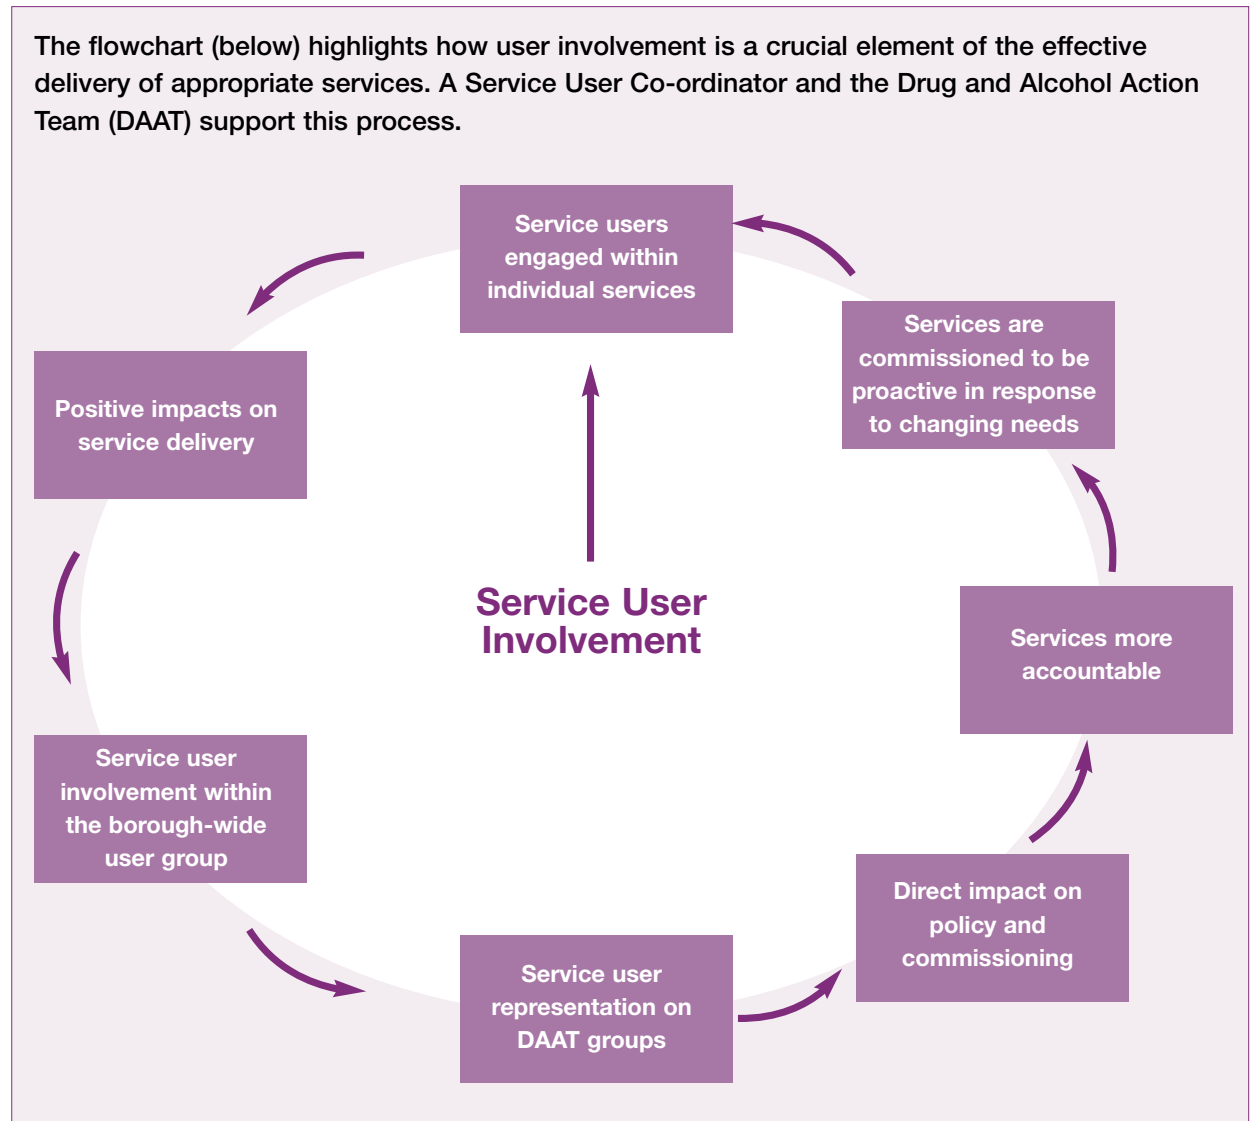 The flowchart (below) highlights how user involvement is a crucial element of the effective
delivery of appropriate services. A Service User Co-ordinator and the Drug and Alcohol Action
Team (DAAT) support this process.
Service users
engaged within
individual services
Positive impacts on
service delivery
Service user
involvement within
the borough-wide
user group
Service user
representation on
DAAT groups
Direct impact on
policy and
commissioning
Services more
accountable
Services are
commissioned to be
proactive in response
to changing needs
Service User
Involvement